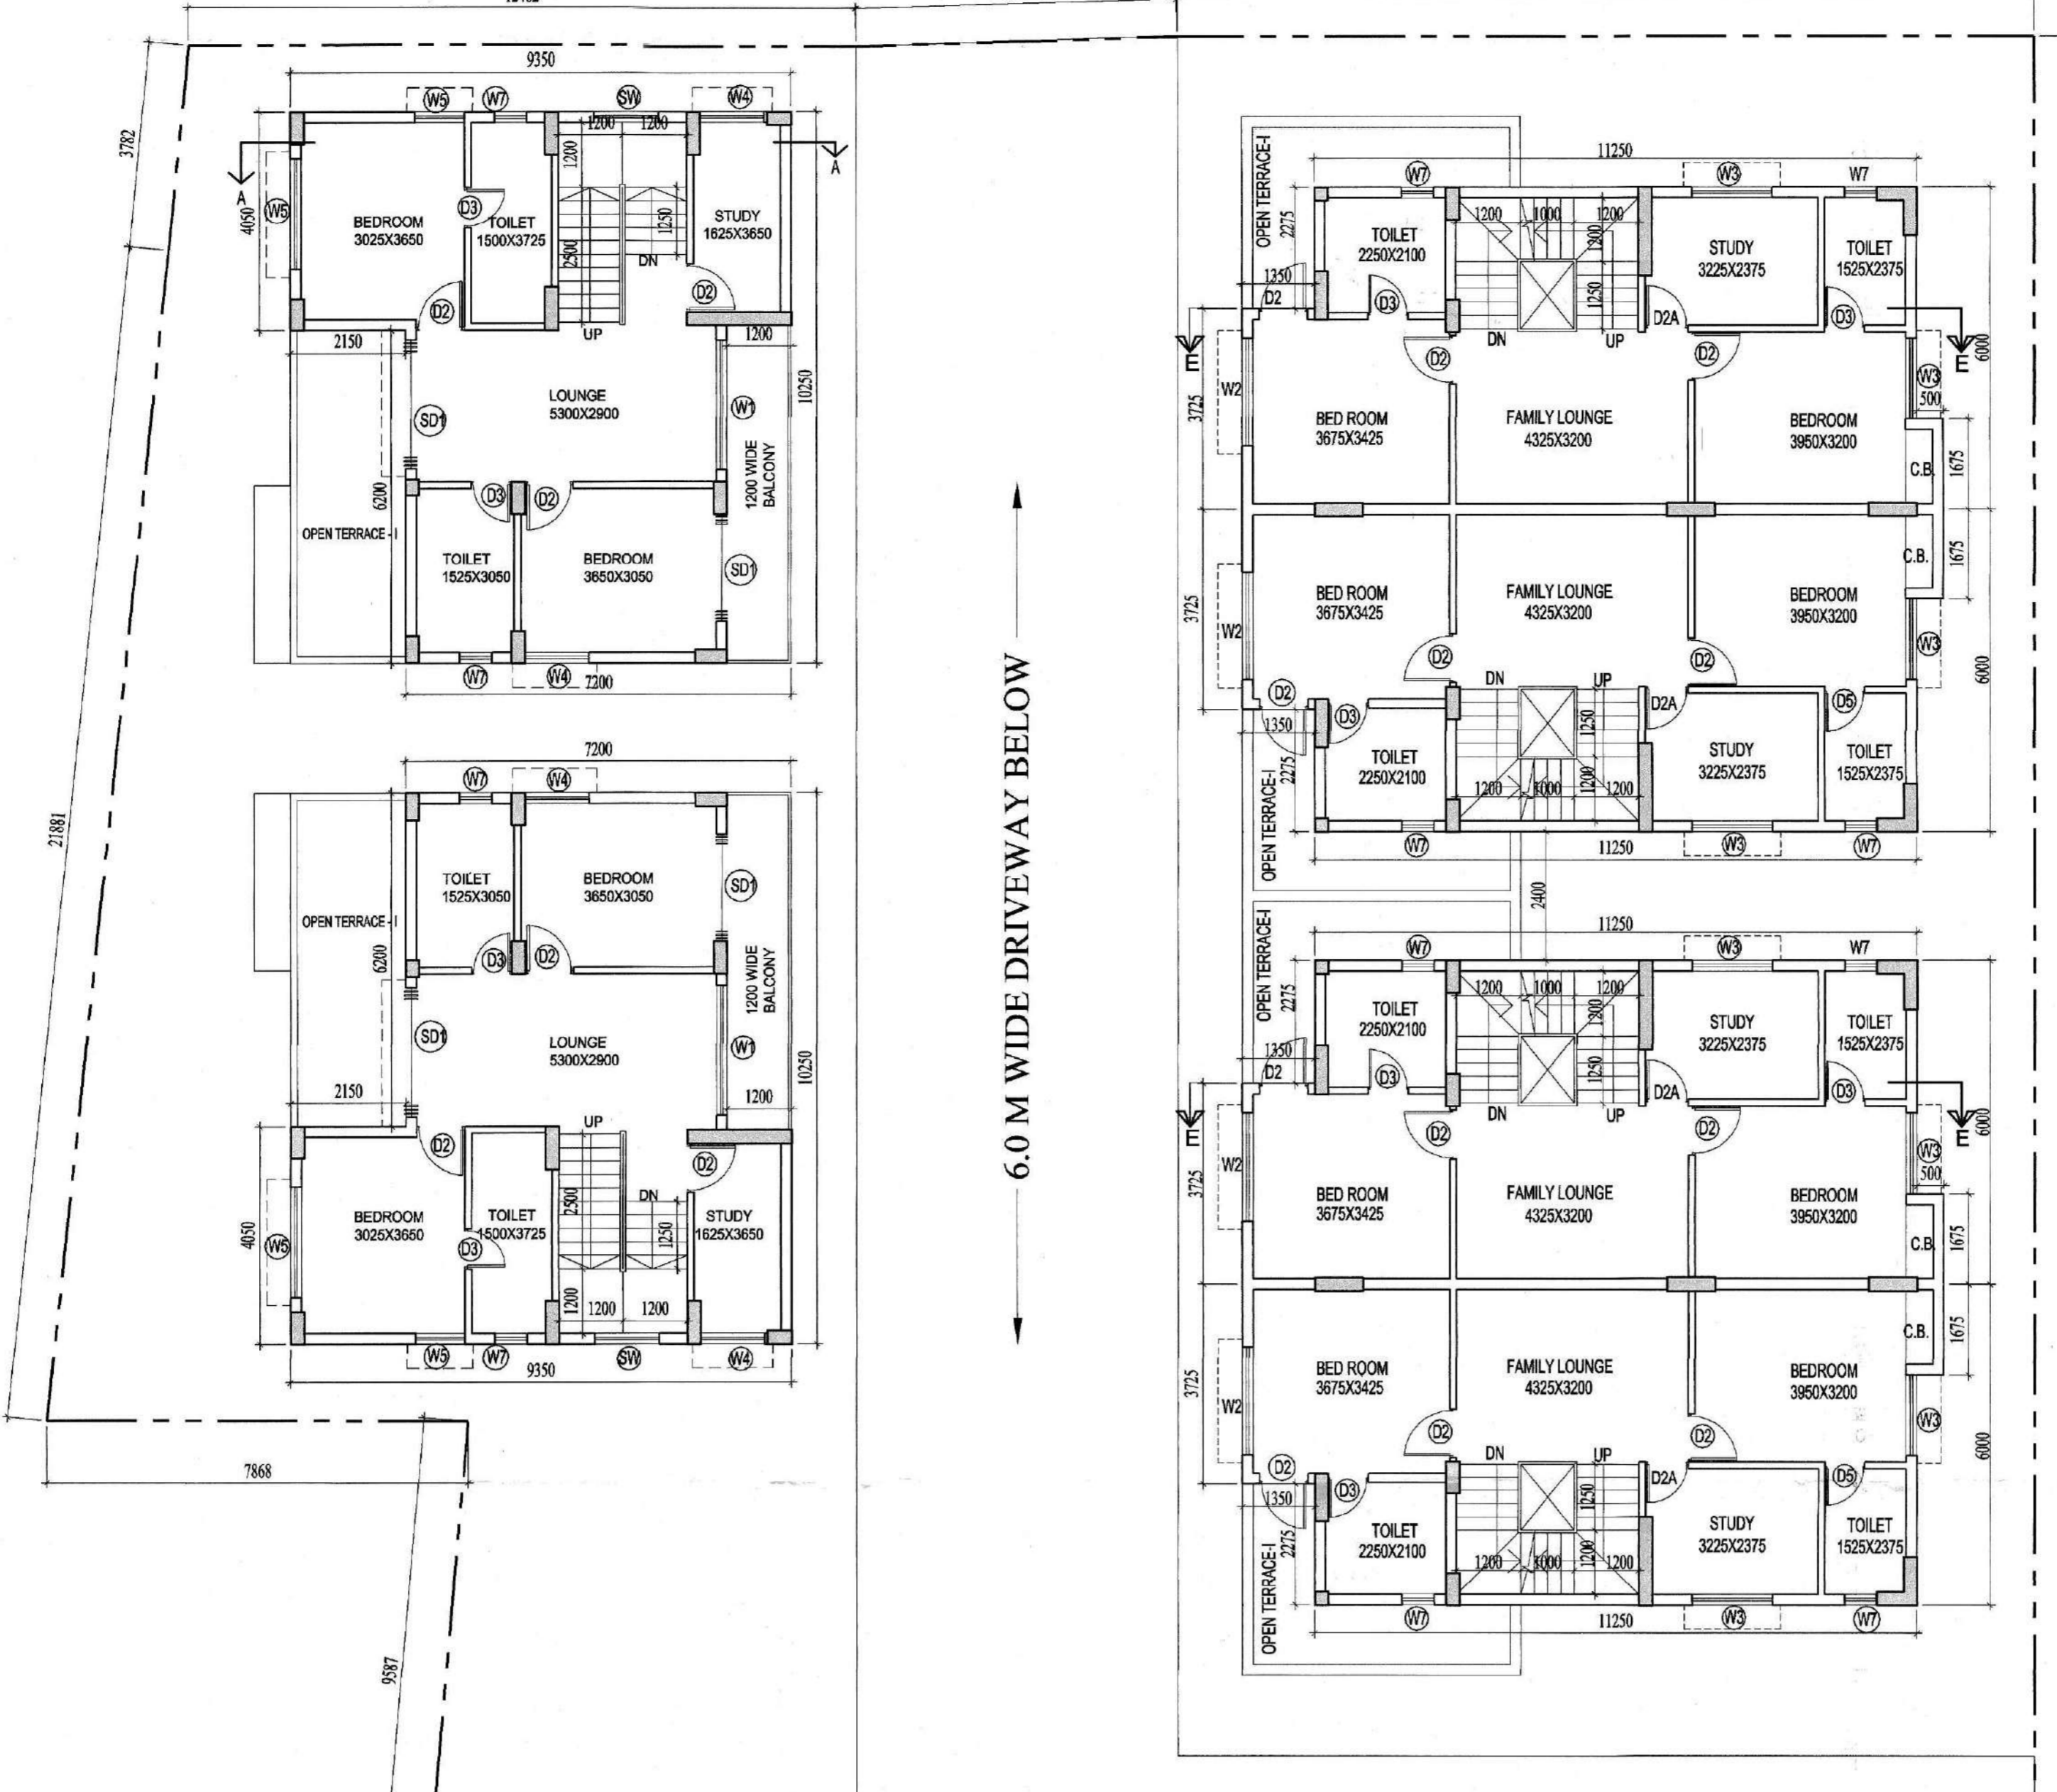 9350
W5
W7
SW
W4
3782
1200
1200
1200
A
A
W5
4050
D3
BEDROOM
3025X3650
TOILET
1500X3725
2500
1250
DN
STUDY
1625X3650
D2
D2
UP
2150
1200
LOUNGE
5300X2900
SD1
W1
10250
1200 WIDE
BALCONY
6200
OPEN TERRACE - I
D3
D2
TOILET
1525X3050
BEDROOM
3650X3050
SD1
W7
W4
7200
21881
7200
W7
W4
TOILET
1525X3050
BEDROOM
3650X3050
SD1
OPEN TERRACE - I
6200
D3
D2
1200 WIDE
BALCONY
SD1
LOUNGE
5300X2900
W1
10250
2150
1200
UP
D2
D2
4050
W5
BEDROOM
3025X3650
TOILET
1500X3725
D3
2500
DN
1250
STUDY
1625X3650
1200
1200
1200
W5
W7
SW
W4
9350
7868
9587
6.0 M WIDE DRIVEWAY BELOW
11250
OPEN TERRACE-I
2275
W7
W3
W7
TOILET
2250X2100
1200
1000
1200
1200
1250
STUDY
3225X2375
TOILET
1525X2375
1350
D2
D3
D2A
D3
DN
UP
E
E
6000
D2
D2
W2
W3
500
3725
BED ROOM
3675X3425
FAMILY LOUNGE
4325X3200
BEDROOM
3950X3200
C.B.
1675
C.B.
1675
BED ROOM
3675X3425
FAMILY LOUNGE
4325X3200
BEDROOM
3950X3200
3725
W2
W3
D2
D2
6000
D2
DN
UP
D2A
D5
1350
D3
1250
TOILET
2250X2100
STUDY
3225X2375
TOILET
1525X2375
2275
OPEN TERRACE-I
1200
1000
1200
1200
W7
W3
W7
11250
2400
11250
OPEN TERRACE-I
2275
W7
W3
W7
TOILET
2250X2100
1200
1000
1200
1200
1250
STUDY
3225X2375
TOILET
1525X2375
1350
D2
D3
D2A
D3
DN
UP
E
E
6000
D2
D2
W2
W3
500
3725
BED ROOM
3675X3425
FAMILY LOUNGE
4325X3200
BEDROOM
3950X3200
C.B.
1675
C.B.
1675
BED ROOM
3675X3425
FAMILY LOUNGE
4325X3200
BEDROOM
3950X3200
3725
W2
W3
D2
D2
6000
D2
DN
UP
D2A
D5
1350
D3
1250
TOILET
2250X2100
STUDY
3225X2375
TOILET
1525X2375
2275
OPEN TERRACE-I
1200
1000
1200
1200
W7
W3
W7
11250